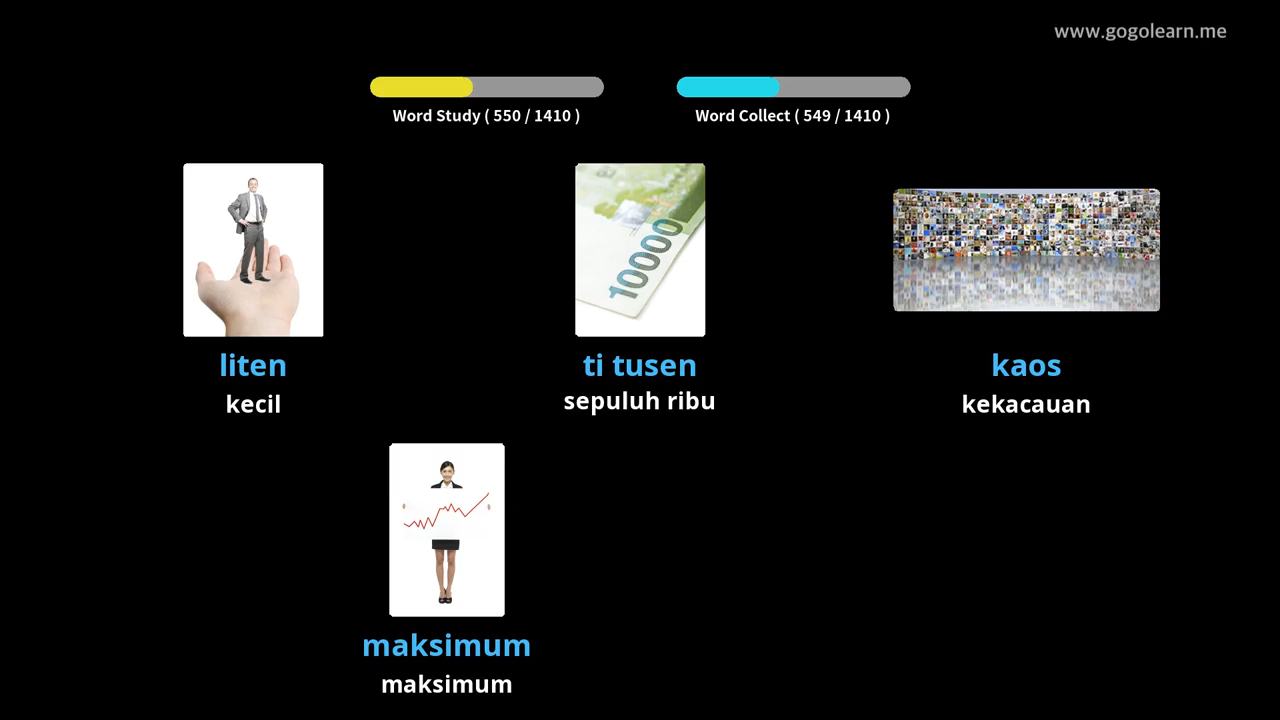 www.gogolearn.me
Word Study ( 550 / 1410 )
Word Collect ( 549 / 1410 )
10000
liten
ti tusen
kaos
kecil
sepuluh ribu
kekacauan
maksimum
maksimum